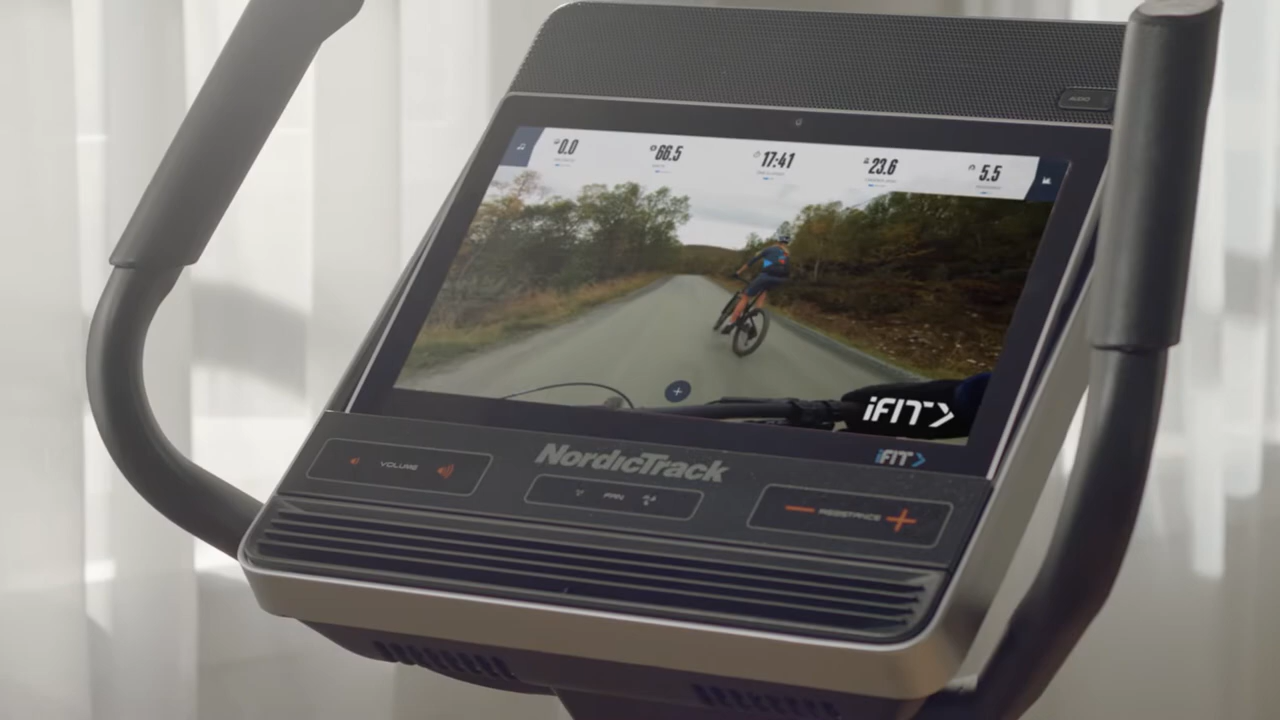 AUDIO
0.0
66.5
17:41
23.6
5.5
iFIT
iFIT
NordicTrack
VOLUME
FAN
RESISTANCE